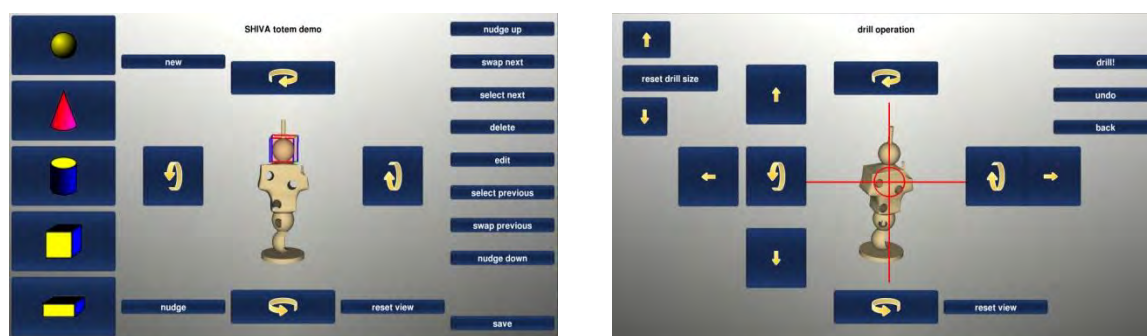 SHIVA totem demo
nudge up
new
swap next
select next
delete
edit
select previous
swap previous
nudge down
nudge
reset view
save
drill operation
reset drill size
drill!
undo
back
reset view